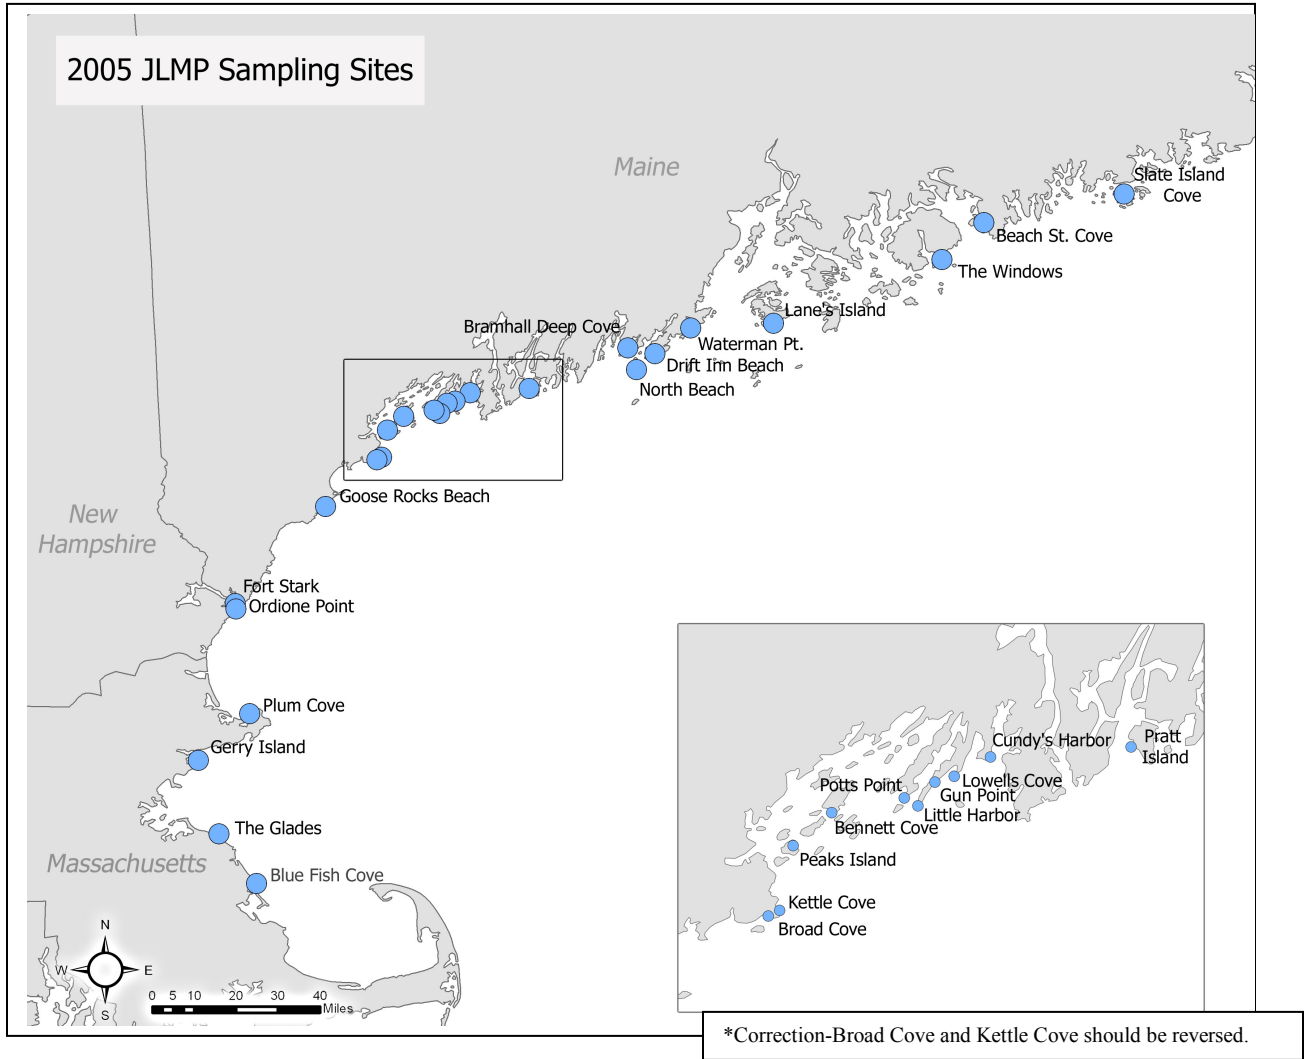 2005 JLMP Sampling Sites
Maine
Slate Island
Cove
Beach St. Cove
The Windows
Lane's Island
Bramhall Deep Cove
Waterman Pt.
Drift Inn Beach
North Beach
Goose Rocks Beach
New
Hampshire
Fort Stark
Ordione Point
Plum Cove
Gerry Island
The Glades
Massachusetts
Blue Fish Cove
Cundy's Harbor
Pratt
Island
Potts Point
Lowells Cove
Gun Point
Little Harbor
Bennett Cove
Peaks Island
Kettle Cove
Broad Cove
N
W E
S
0 5 10 20 30 40
Miles
*Correction-Broad Cove and Kettle Cove should be reversed.